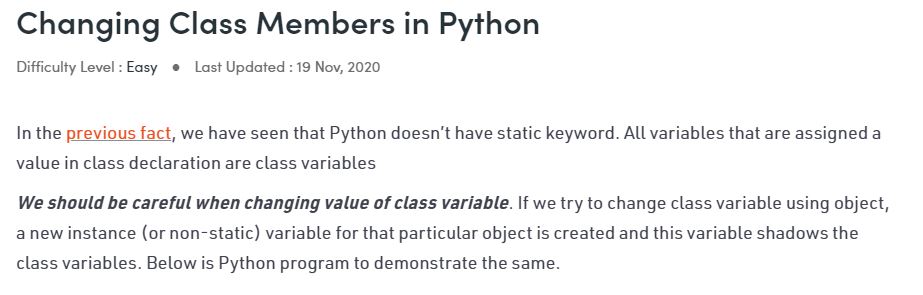 Changing Class Members in Python
Difficulty Level : Easy ● Last Updated : 19 Nov, 2020
In the previous fact, we have seen that Python doesn’t have static keyword. All variables that are assigned a
value in class declaration are class variables
We should be careful when changing value of class variable. If we try to change class variable using object,
a new instance (or non-static) variable for that particular object is created and this variable shadows the
class variables. Below is Python program to demonstrate the same.